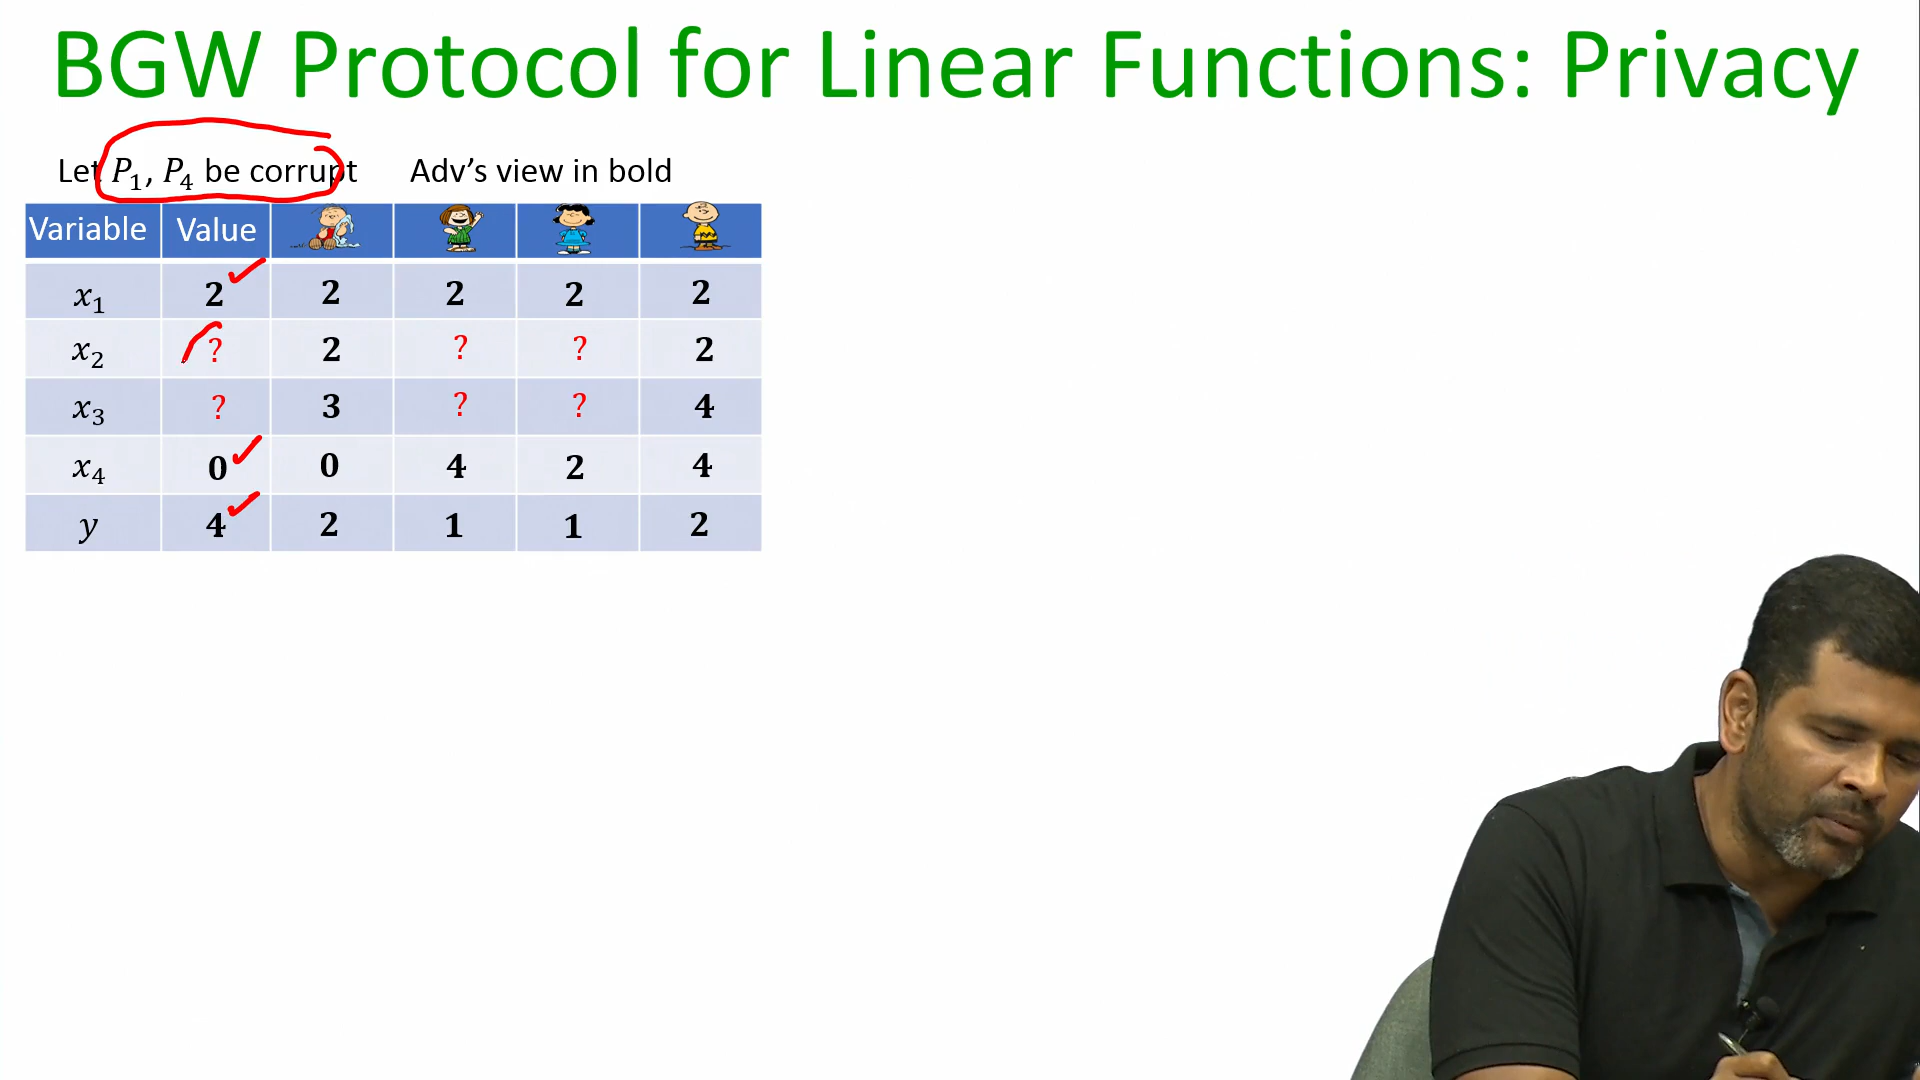 BGW Protocol for Linear Functions: Privacy
Let P₁, P₄ be corrupt Adv's view in bold
Variable Value
x₁ 2 2 2 2 2
x₂ ? 2 ? ? 2
x₃ ? 3 ? ? 4
x₄ 0 0 4 2 4
y 4 2 1 1 2